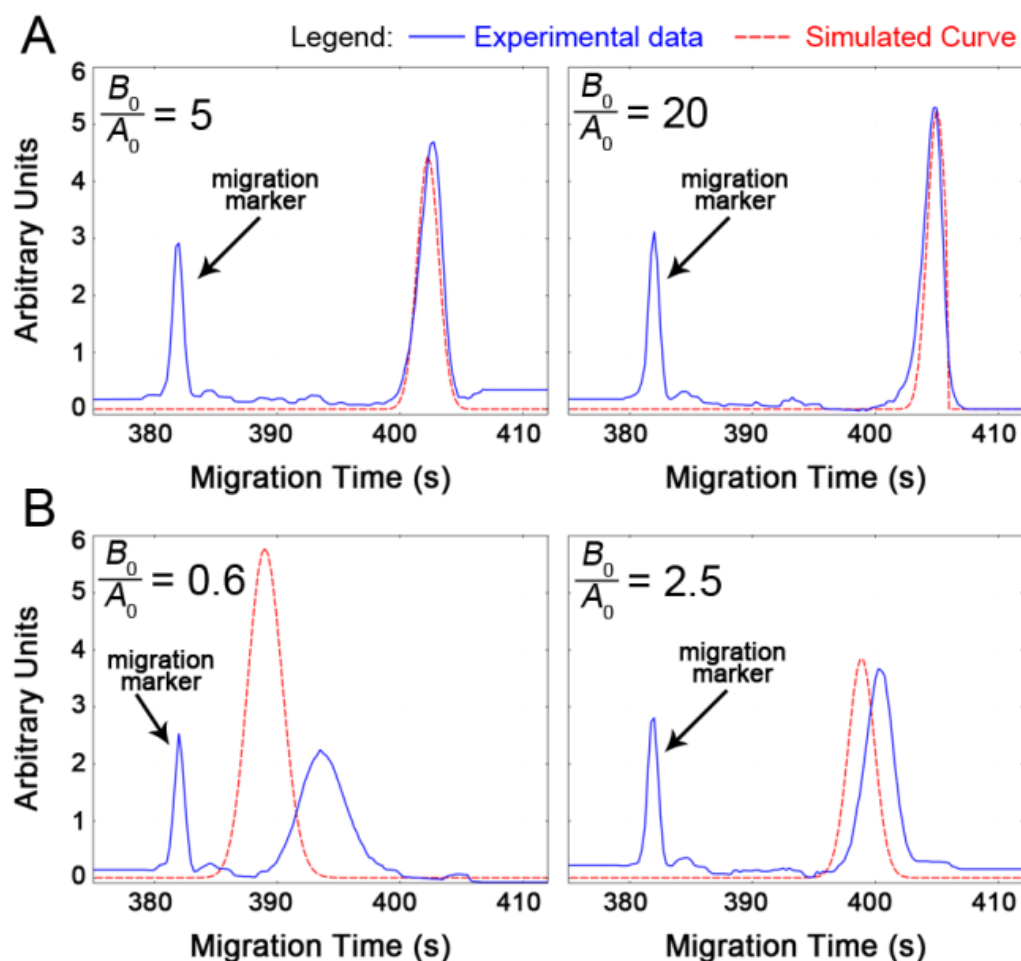 A
Legend: Experimental data Simulated Curve
B0/A0 = 5
migration
marker
Arbitrary Units
6
5
4
3
2
1
0
380 390 400 410
Migration Time (s)
B0/A0 = 20
migration
marker
380 390 400 410
Migration Time (s)
B
B0/A0 = 0.6
migration
marker
Arbitrary Units
6
5
4
3
2
1
0
380 390 400 410
Migration Time (s)
B0/A0 = 2.5
migration
marker
380 390 400 410
Migration Time (s)